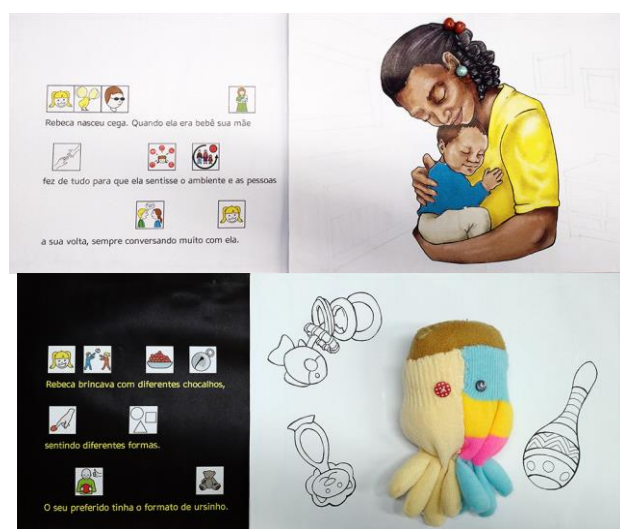 Rebeca nasceu cega. Quando ela era bebê sua mãe
fez de tudo para que ela sentisse o ambiente e as pessoas
a sua volta, sempre conversando muito com ela.
Rebeca brincava com diferentes chocalhos,
sentindo diferentes formas.
O seu preferido tinha o formato de ursinho.